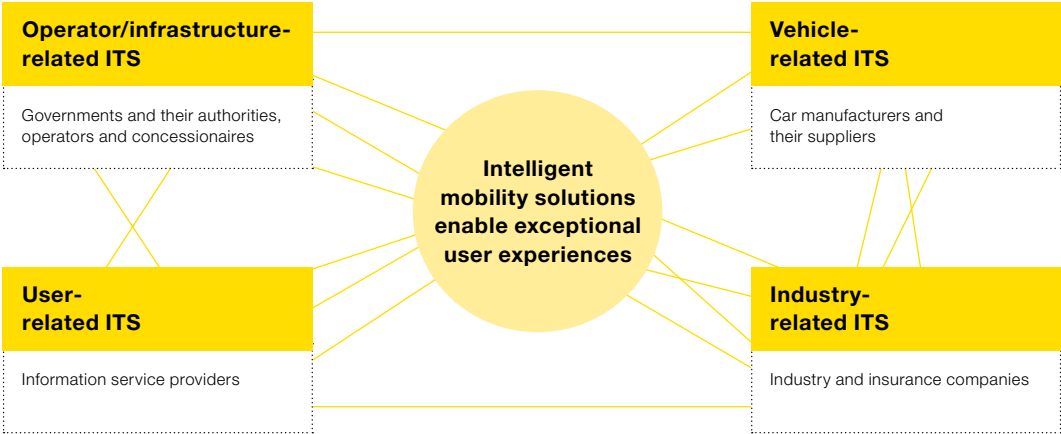 Operator/infrastructure-
related ITS
Governments and their authorities,
operators and concessionaires
Vehicle-
related ITS
Car manufacturers and
their suppliers
Intelligent
mobility solutions
enable exceptional
user experiences
User-
related ITS
Information service providers
Industry-
related ITS
Industry and insurance companies